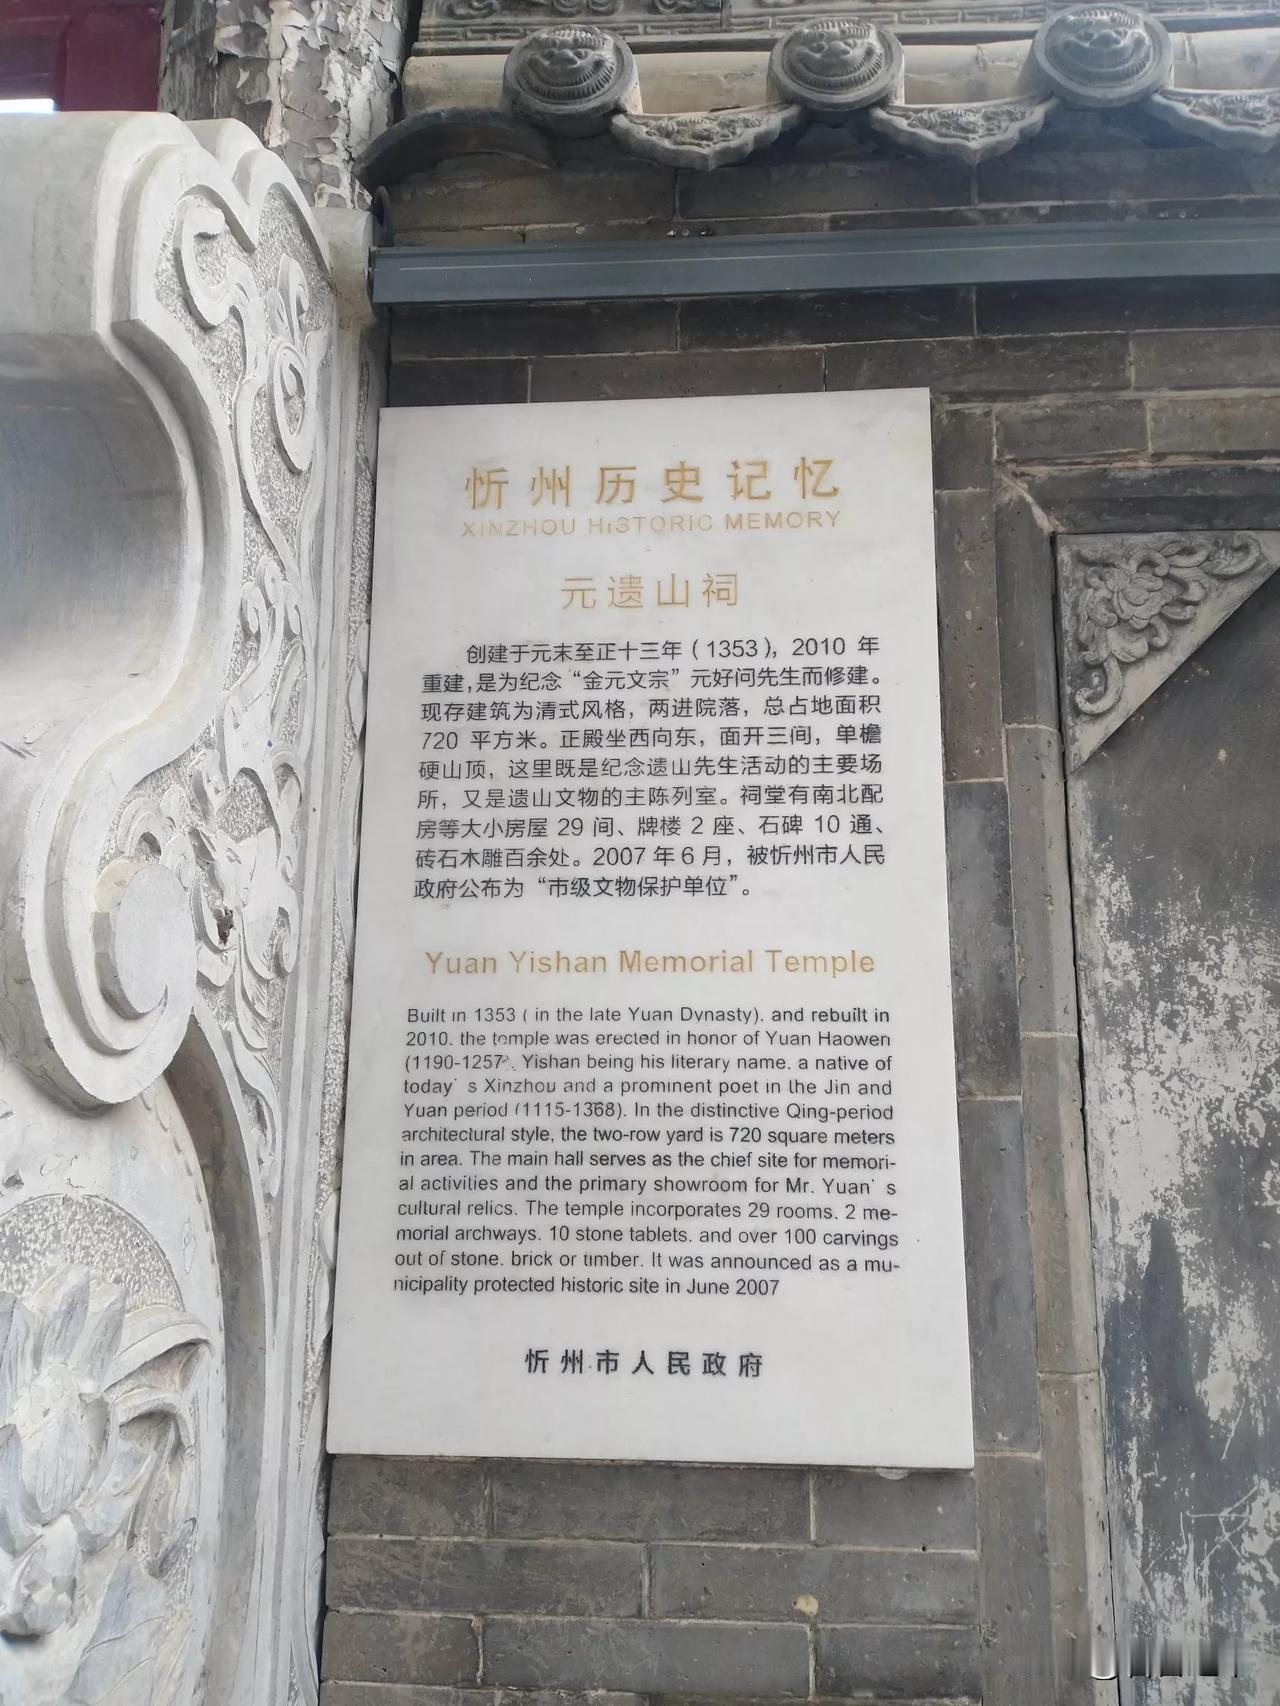 忻州历史记忆
XINZHOU HiSTORIC MEMORY
元遗山祠
创建于元末至正十三年（1353），2010 年
重建，是为纪念“金元文宗”元好问先生而修建。
现存建筑为清式风格，两进院落，总占地面积
720 平方米。正殿坐西向东，面开三间，单檐
硬山顶，这里既是纪念遗山先生活动的主要场
所，又是遗山文物的主陈列室。祠堂有南北配
房等大小房屋 29 间、牌楼 2 座、石碑 10 通、
砖石木雕百余处。2007 年 6 月，被忻州市人民
政府公布为“市级文物保护单位”。
Yuan Yishan Memorial Temple
Built in 1353 ( in the late Yuan Dynasty), and rebuilt in
2010, the temple was erected in honor of Yuan Haowen
(1190-1257), Yishan being his literary name, a native of
today’s Xinzhou and a prominent poet in the Jin and
Yuan period (1115-1368). In the distinctive Qing-period
architectural style, the two-row yard is 720 square meters
in area. The main hall serves as the chief site for memori-
al activities and the primary showroom for Mr. Yuan’s
cultural relics. The temple incorporates 29 rooms, 2 me-
morial archways, 10 stone tablets, and over 100 carvings
out of stone, brick or timber. It was announced as a mu-
nicipality protected historic site in June 2007
忻州市人民政府